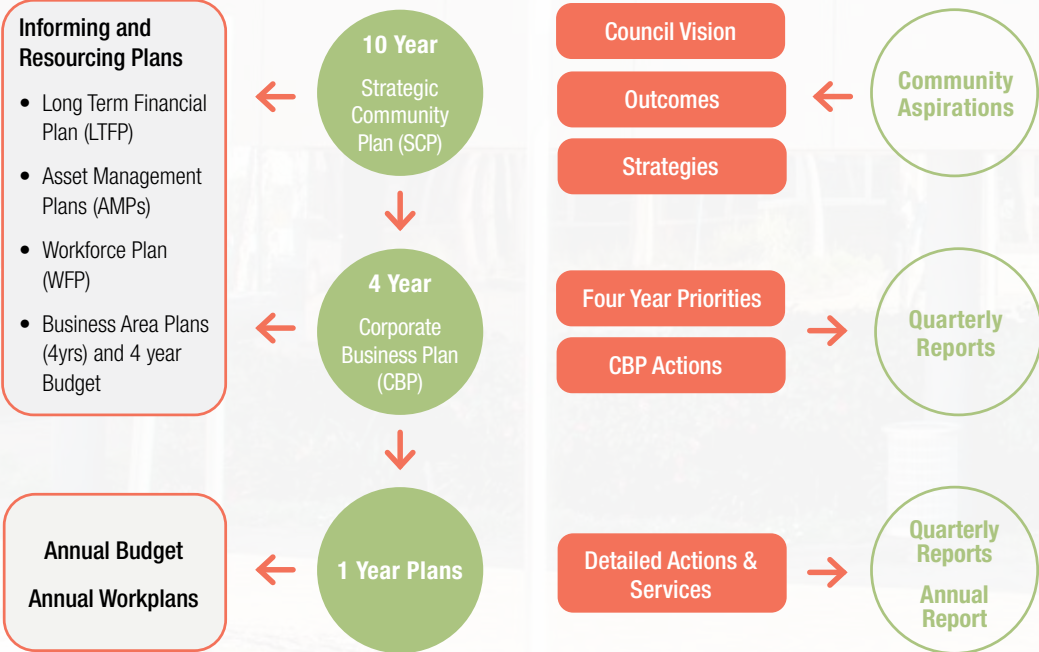 Informing and
Resourcing Plans
• Long Term Financial
Plan (LTFP)
• Asset Management
Plans (AMPs)
• Workforce Plan
(WFP)
• Business Area Plans
(4yrs) and 4 year
Budget
10 Year
Strategic
Community
Plan (SCP)
Council Vision
Outcomes
Strategies
Community
Aspirations
4 Year
Corporate
Business Plan
(CBP)
Four Year Priorities
CBP Actions
Quarterly
Reports
Annual Budget
Annual Workplans
1 Year Plans
Detailed Actions &
Services
Quarterly
Reports
Annual
Report